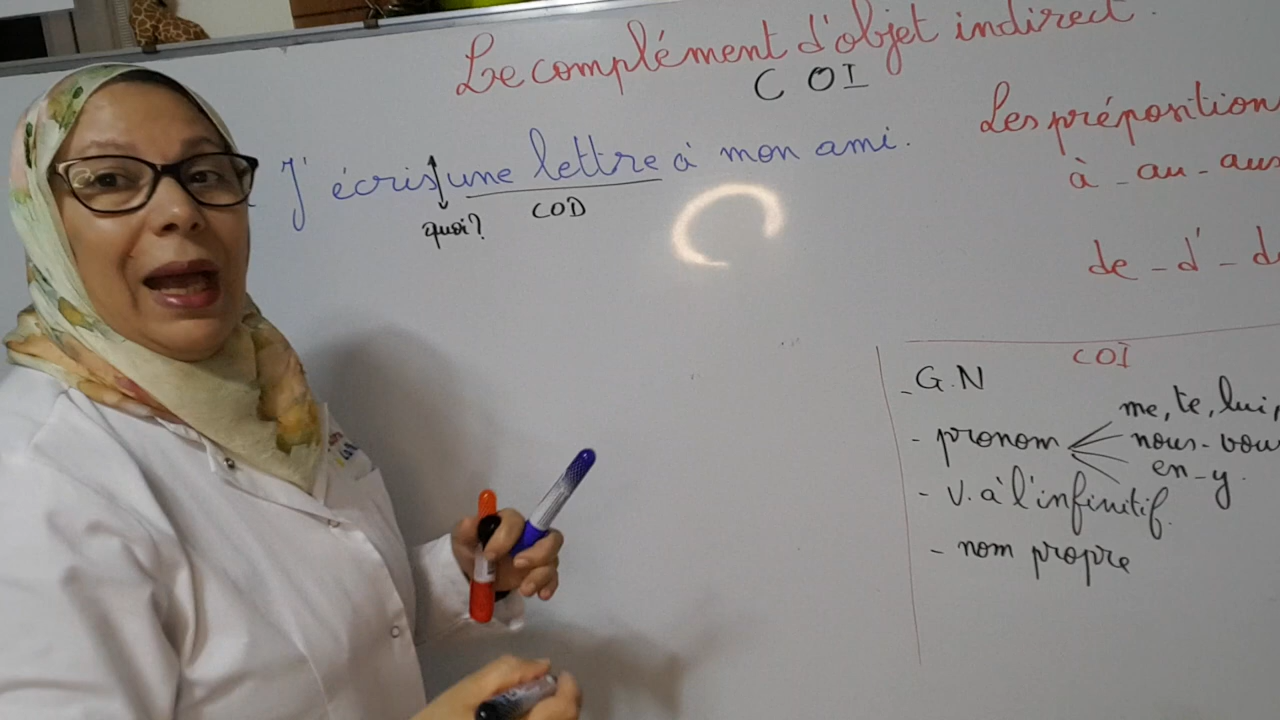 Le complément d'objet indirect.
COI
J'écris une lettre à mon ami.
quoi?
COD
Les préposition
à - au - aux
de - d' - d
COI
- G.N
- pronom
me, te, lui,
nous - vou
en - y.
- V. à l'infinitif.
- nom propre